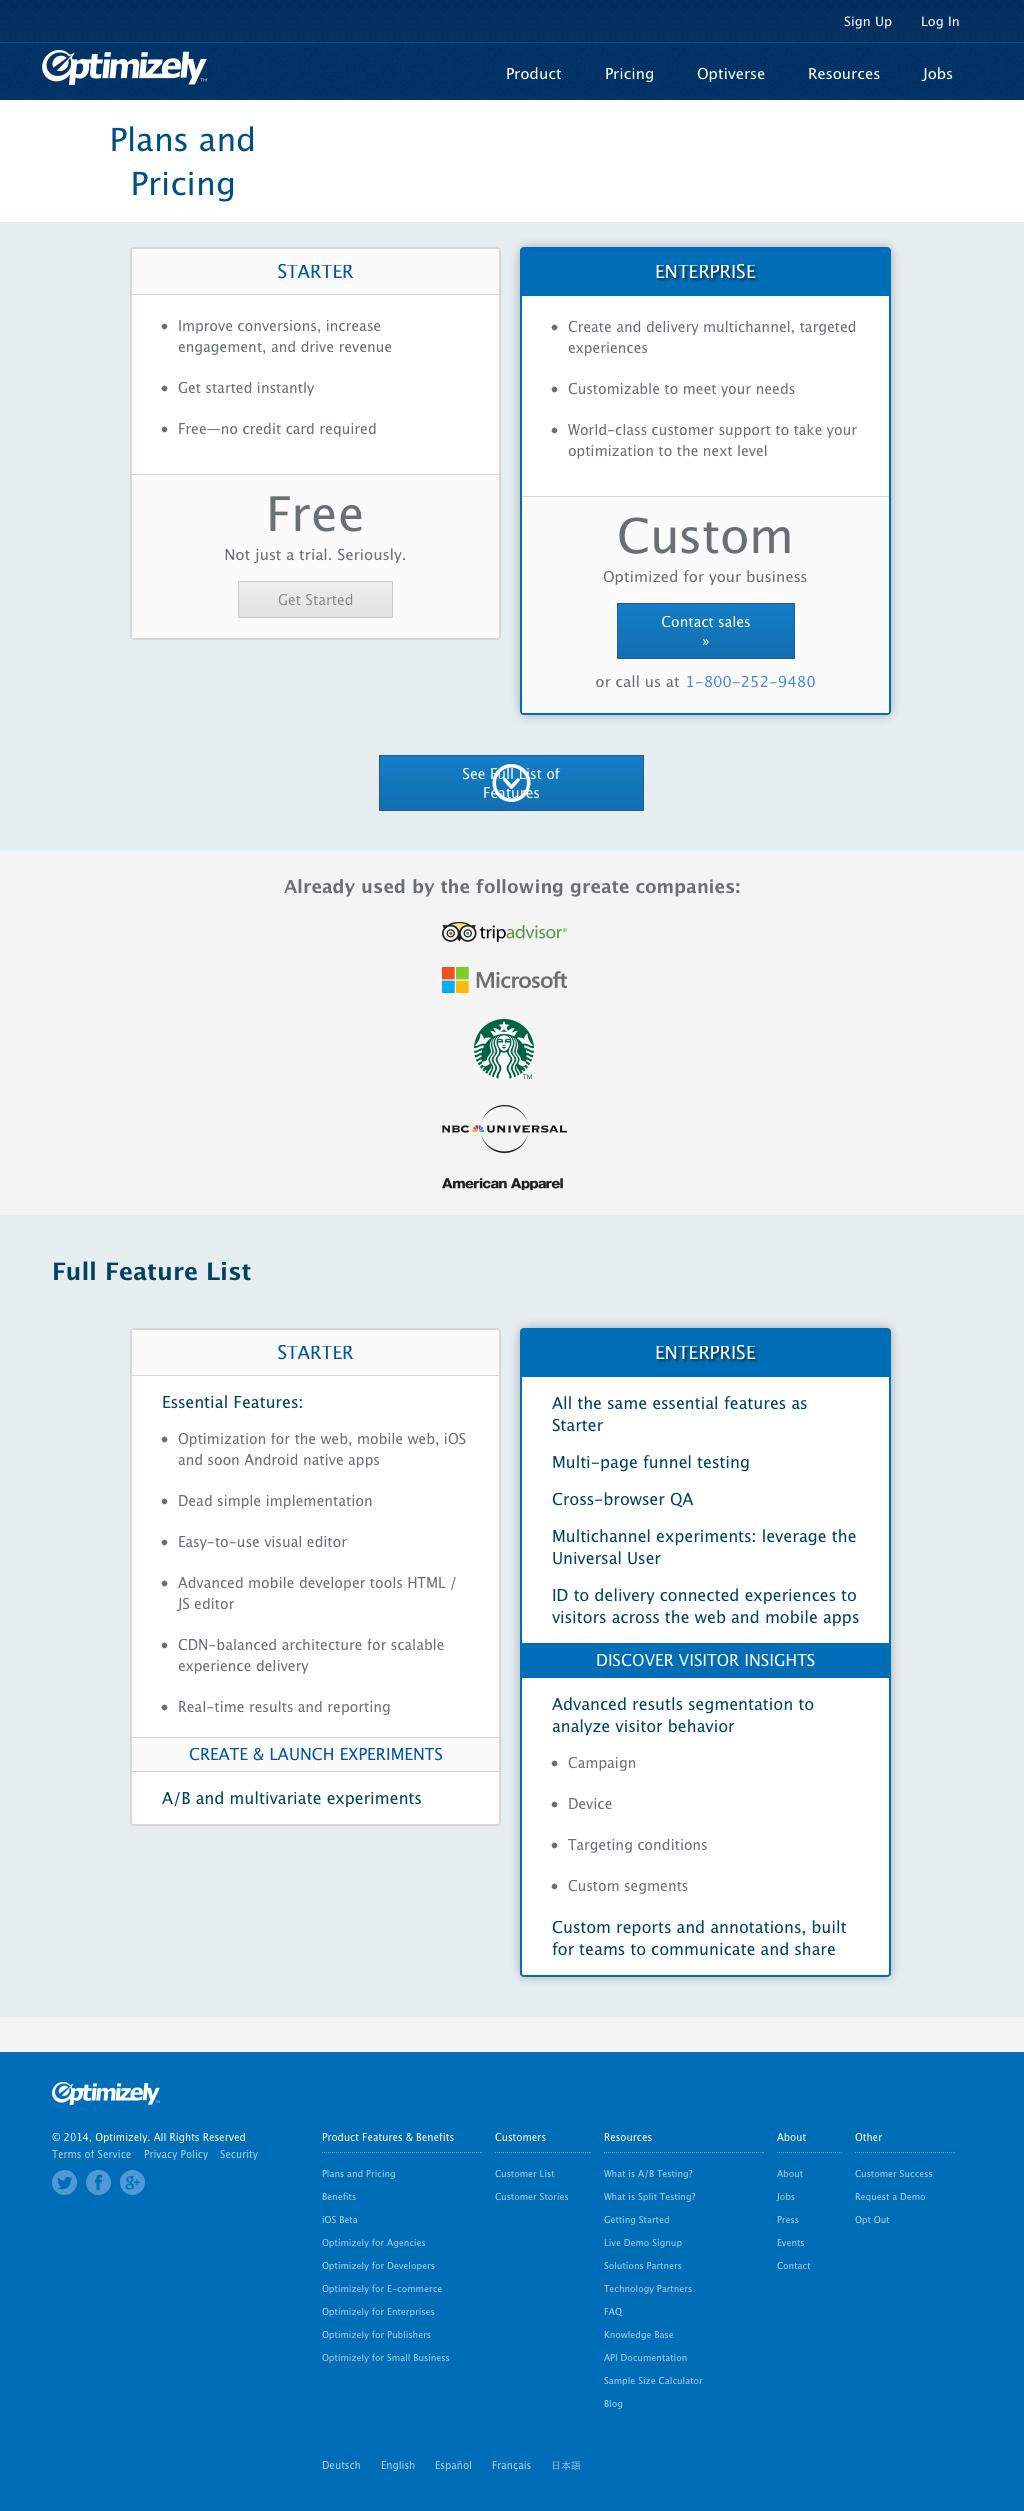 Sign Up Log In
Optimizely™
Product Pricing Optiverse Resources Jobs
Plans and
Pricing
STARTER
Improve conversions, increase
engagement, and drive revenue
Get started instantly
Free—no credit card required
Free
Not just a trial. Seriously.
Get Started
ENTERPRISE
Create and delivery multichannel, targeted
experiences
Customizable to meet your needs
World-class customer support to take your
optimization to the next level
Custom
Optimized for your business
Contact sales
»
or call us at 1-800-252-9480
See Full List of
Features
Already used by the following greate companies:
tripadvisor®
Microsoft
TM
NBC UNIVERSAL
American Apparel
Full Feature List
STARTER
Essential Features:
Optimization for the web, mobile web, iOS
and soon Android native apps
Dead simple implementation
Easy-to-use visual editor
Advanced mobile developer tools HTML /
JS editor
CDN-balanced architecture for scalable
experience delivery
Real-time results and reporting
CREATE & LAUNCH EXPERIMENTS
A/B and multivariate experiments
ENTERPRISE
All the same essential features as
Starter
Multi-page funnel testing
Cross-browser QA
Multichannel experiments: leverage the
Universal User
ID to delivery connected experiences to
visitors across the web and mobile apps
DISCOVER VISITOR INSIGHTS
Advanced resutls segmentation to
analyze visitor behavior
Campaign
Device
Targeting conditions
Custom segments
Custom reports and annotations, built
for teams to communicate and share
Optimizely
© 2014, Optimizely. All Rights Reserved
Terms of Service Privacy Policy Security
Product Features & Benefits
Plans and Pricing
Benefits
iOS Beta
Optimizely for Agencies
Optimizely for Developers
Optimizely for E-commerce
Optimizely for Enterprises
Optimizely for Publishers
Optimizely for Small Business
Customers
Customer List
Customer Stories
Resources
What is A/B Testing?
What is Split Testing?
Getting Started
Live Demo Signup
Solutions Partners
Technology Partners
FAQ
Knowledge Base
API Documentation
Sample Size Calculator
Blog
About
About
Jobs
Press
Events
Contact
Other
Customer Success
Request a Demo
Opt Out
Deutsch English Español Français 日本語